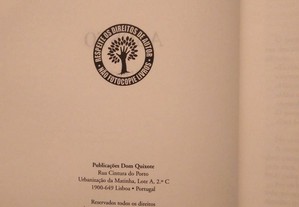 RESPEITE OS DIREITOS DE AUTOR
NÃO FOTOCOPIE LIVROS
Publicações Dom Quixote
Rua Cintura do Porto
Urbanização da Matinha, Lote A, 2.º C
1900-649 Lisboa • Portugal
Reservados todos os direitos